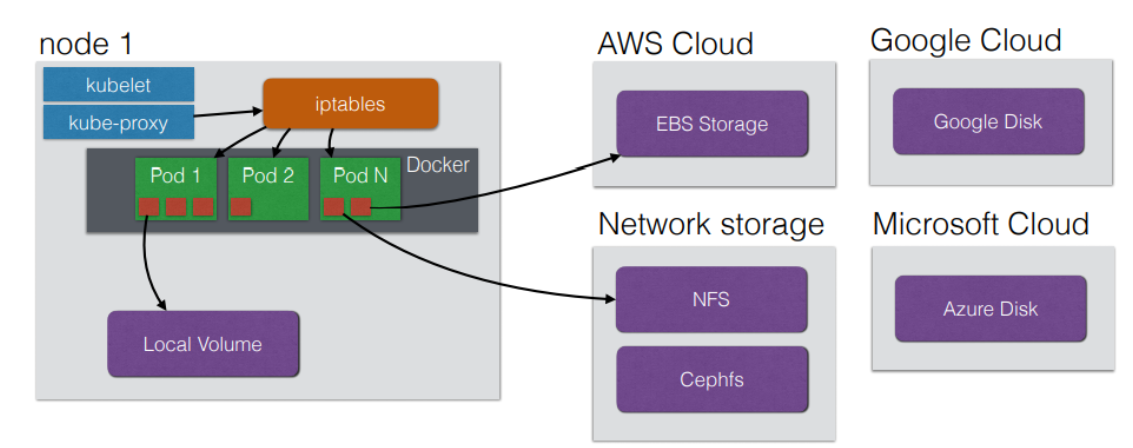 node 1
kubelet
kube-proxy
iptables
Docker
Pod 1
Pod 2
Pod N
Local Volume
AWS Cloud
EBS Storage
Google Cloud
Google Disk
Network storage
NFS
Cephfs
Microsoft Cloud
Azure Disk